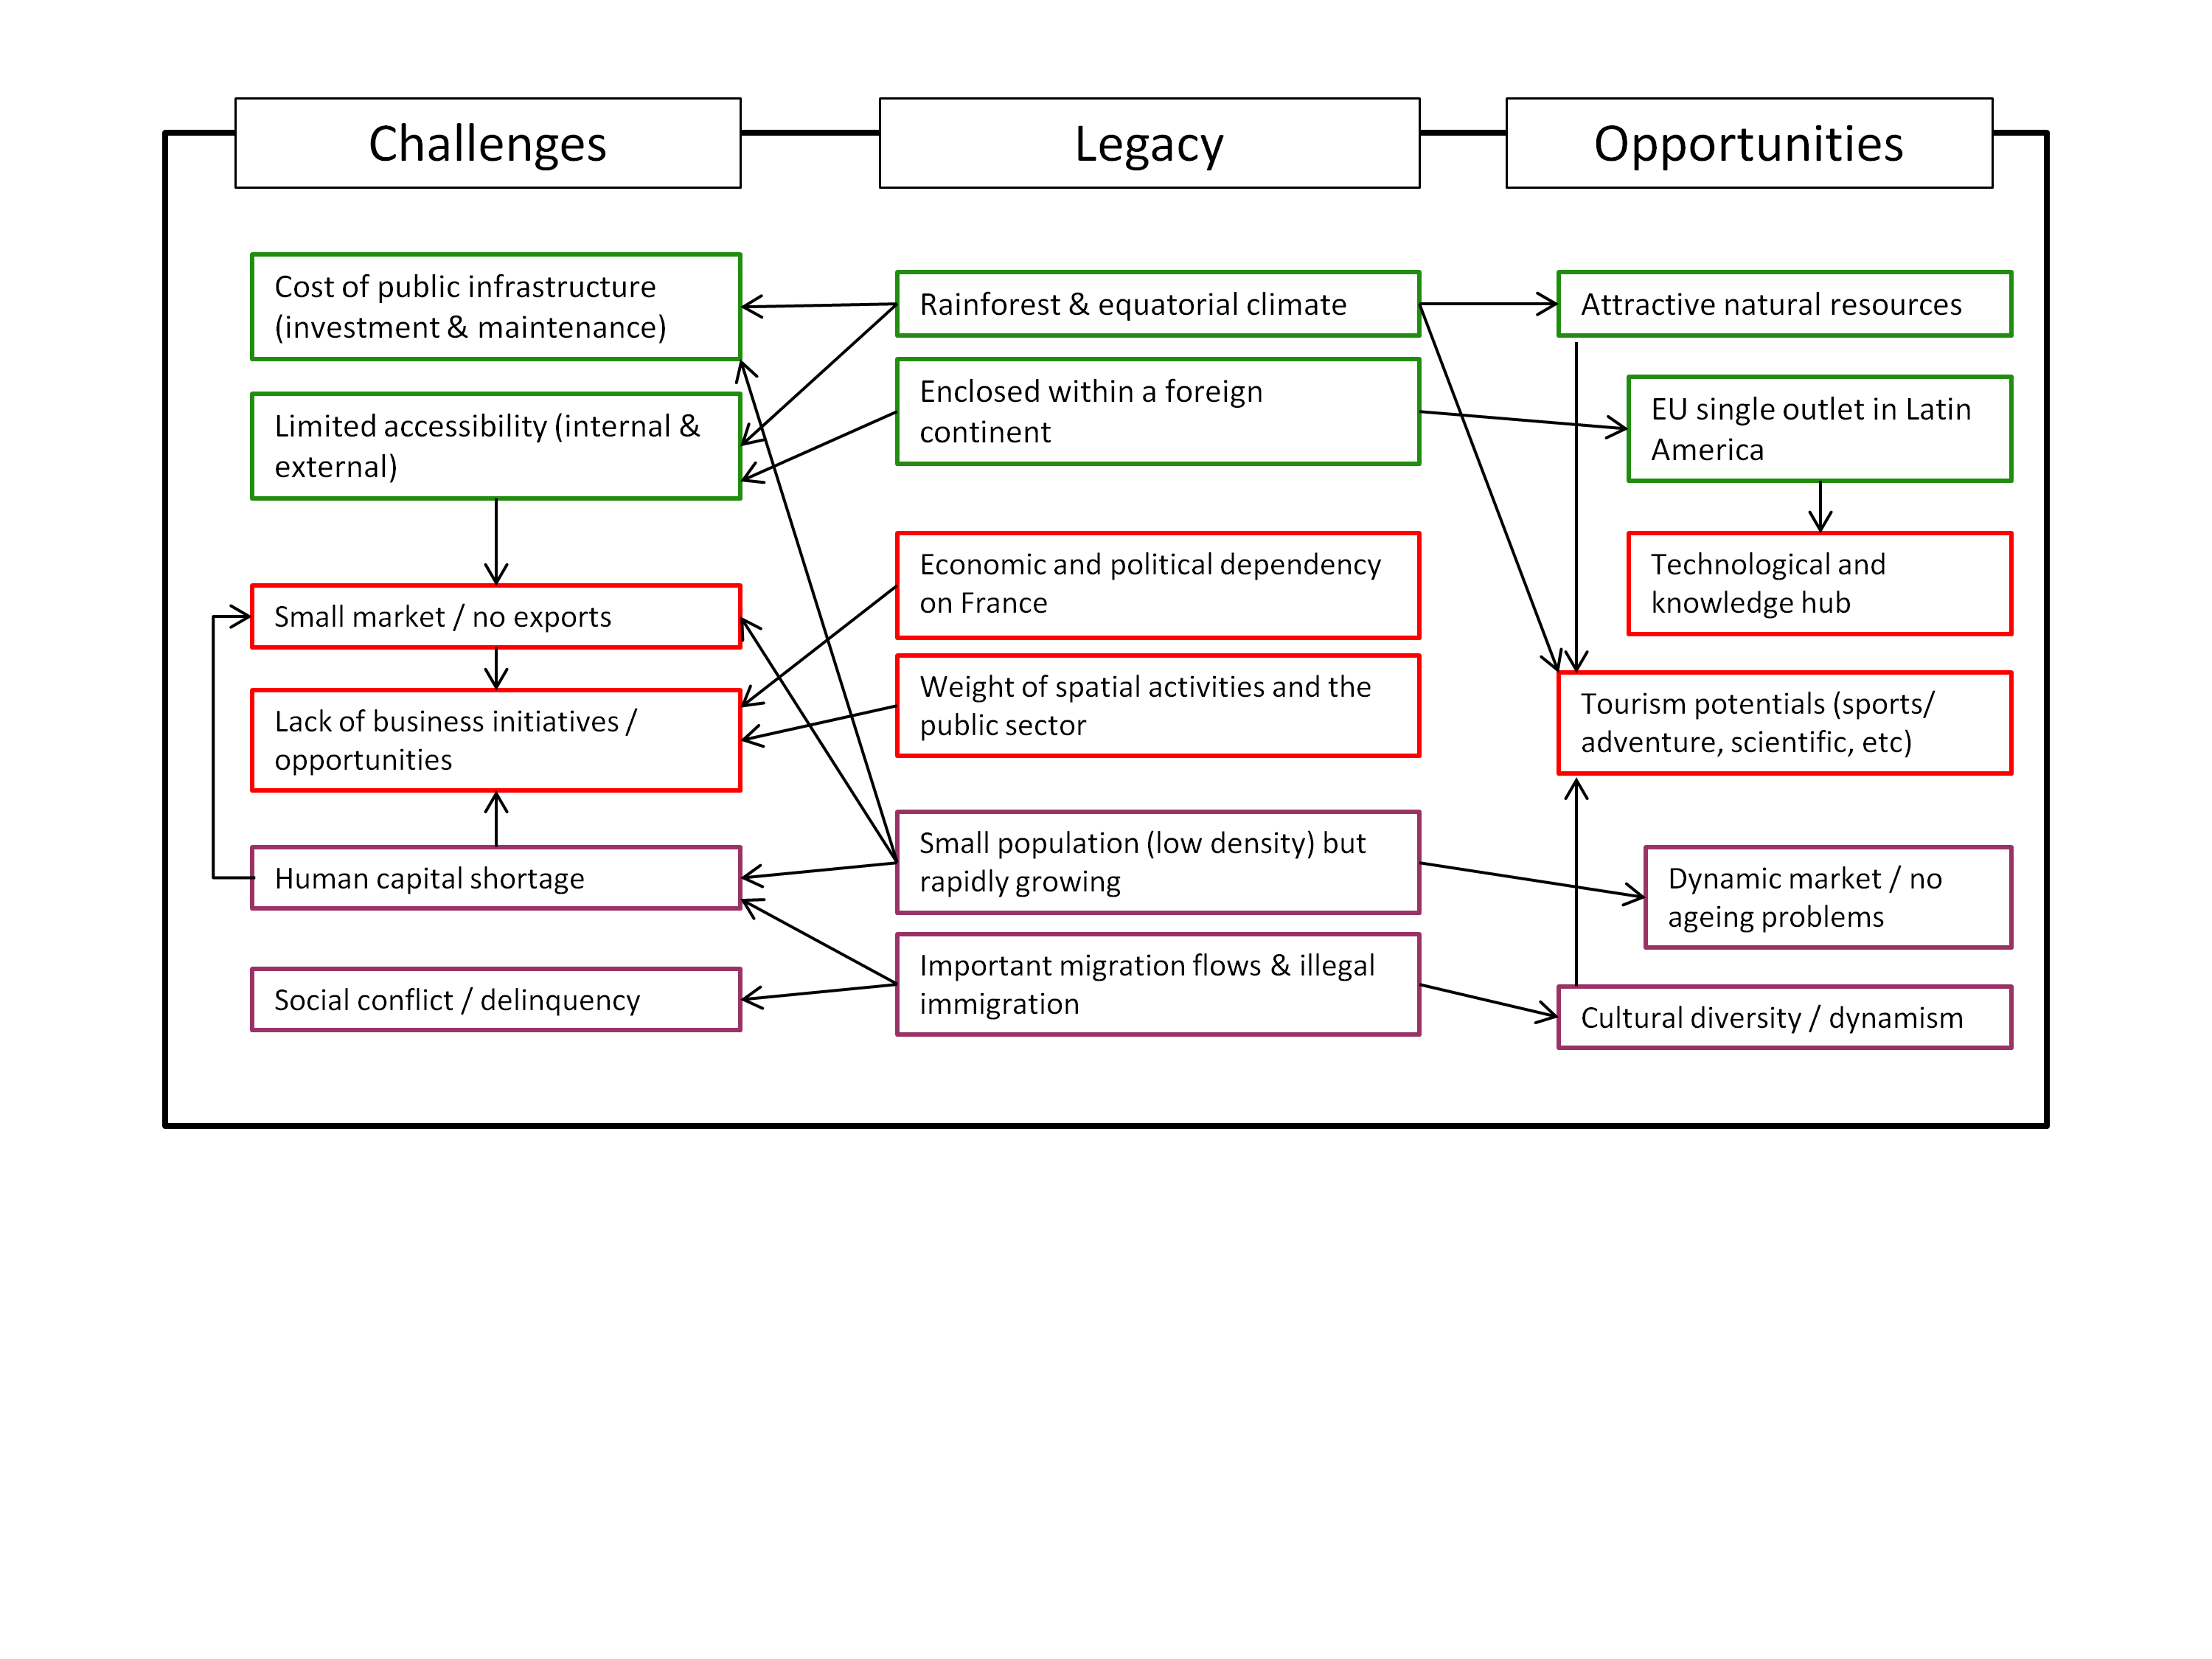 Challenges
Legacy
Opportunities
Cost of public infrastructure
(investment & maintenance)
Limited accessibility (internal &
external)
Small market / no exports
Lack of business initiatives /
opportunities
Human capital shortage
Social conflict / delinquency
Rainforest & equatorial climate
Enclosed within a foreign
continent
Economic and political dependency
on France
Weight of spatial activities and the
public sector
Small population (low density) but
rapidly growing
Important migration flows & illegal
immigration
Attractive natural resources
EU single outlet in Latin
America
Technological and
knowledge hub
Tourism potentials (sports/
adventure, scientific, etc)
Dynamic market / no
ageing problems
Cultural diversity / dynamism